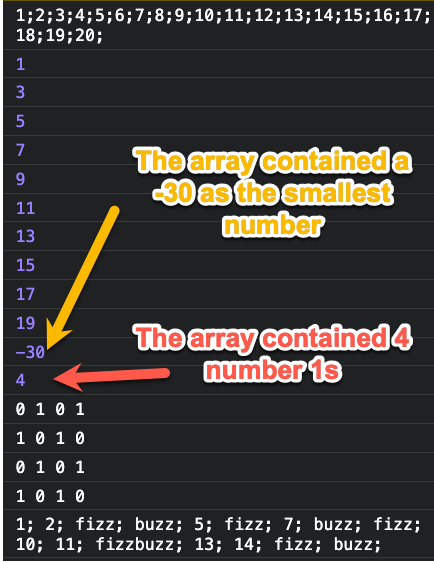 1;2;3;4;5;6;7;8;9;10;11;12;13;14;15;16;17;
18;19;20;
1
3
5
7
9
11
13
15
17
19
-30
4
The array contained a
-30 as the smallest
number
The array contained 4
number 1s
0 1 0 1
1 0 1 0
0 1 0 1
1 0 1 0
1; 2; fizz; buzz; 5; fizz; 7; buzz; fizz;
10; 11; fizzbuzz; 13; 14; fizz; buzz;